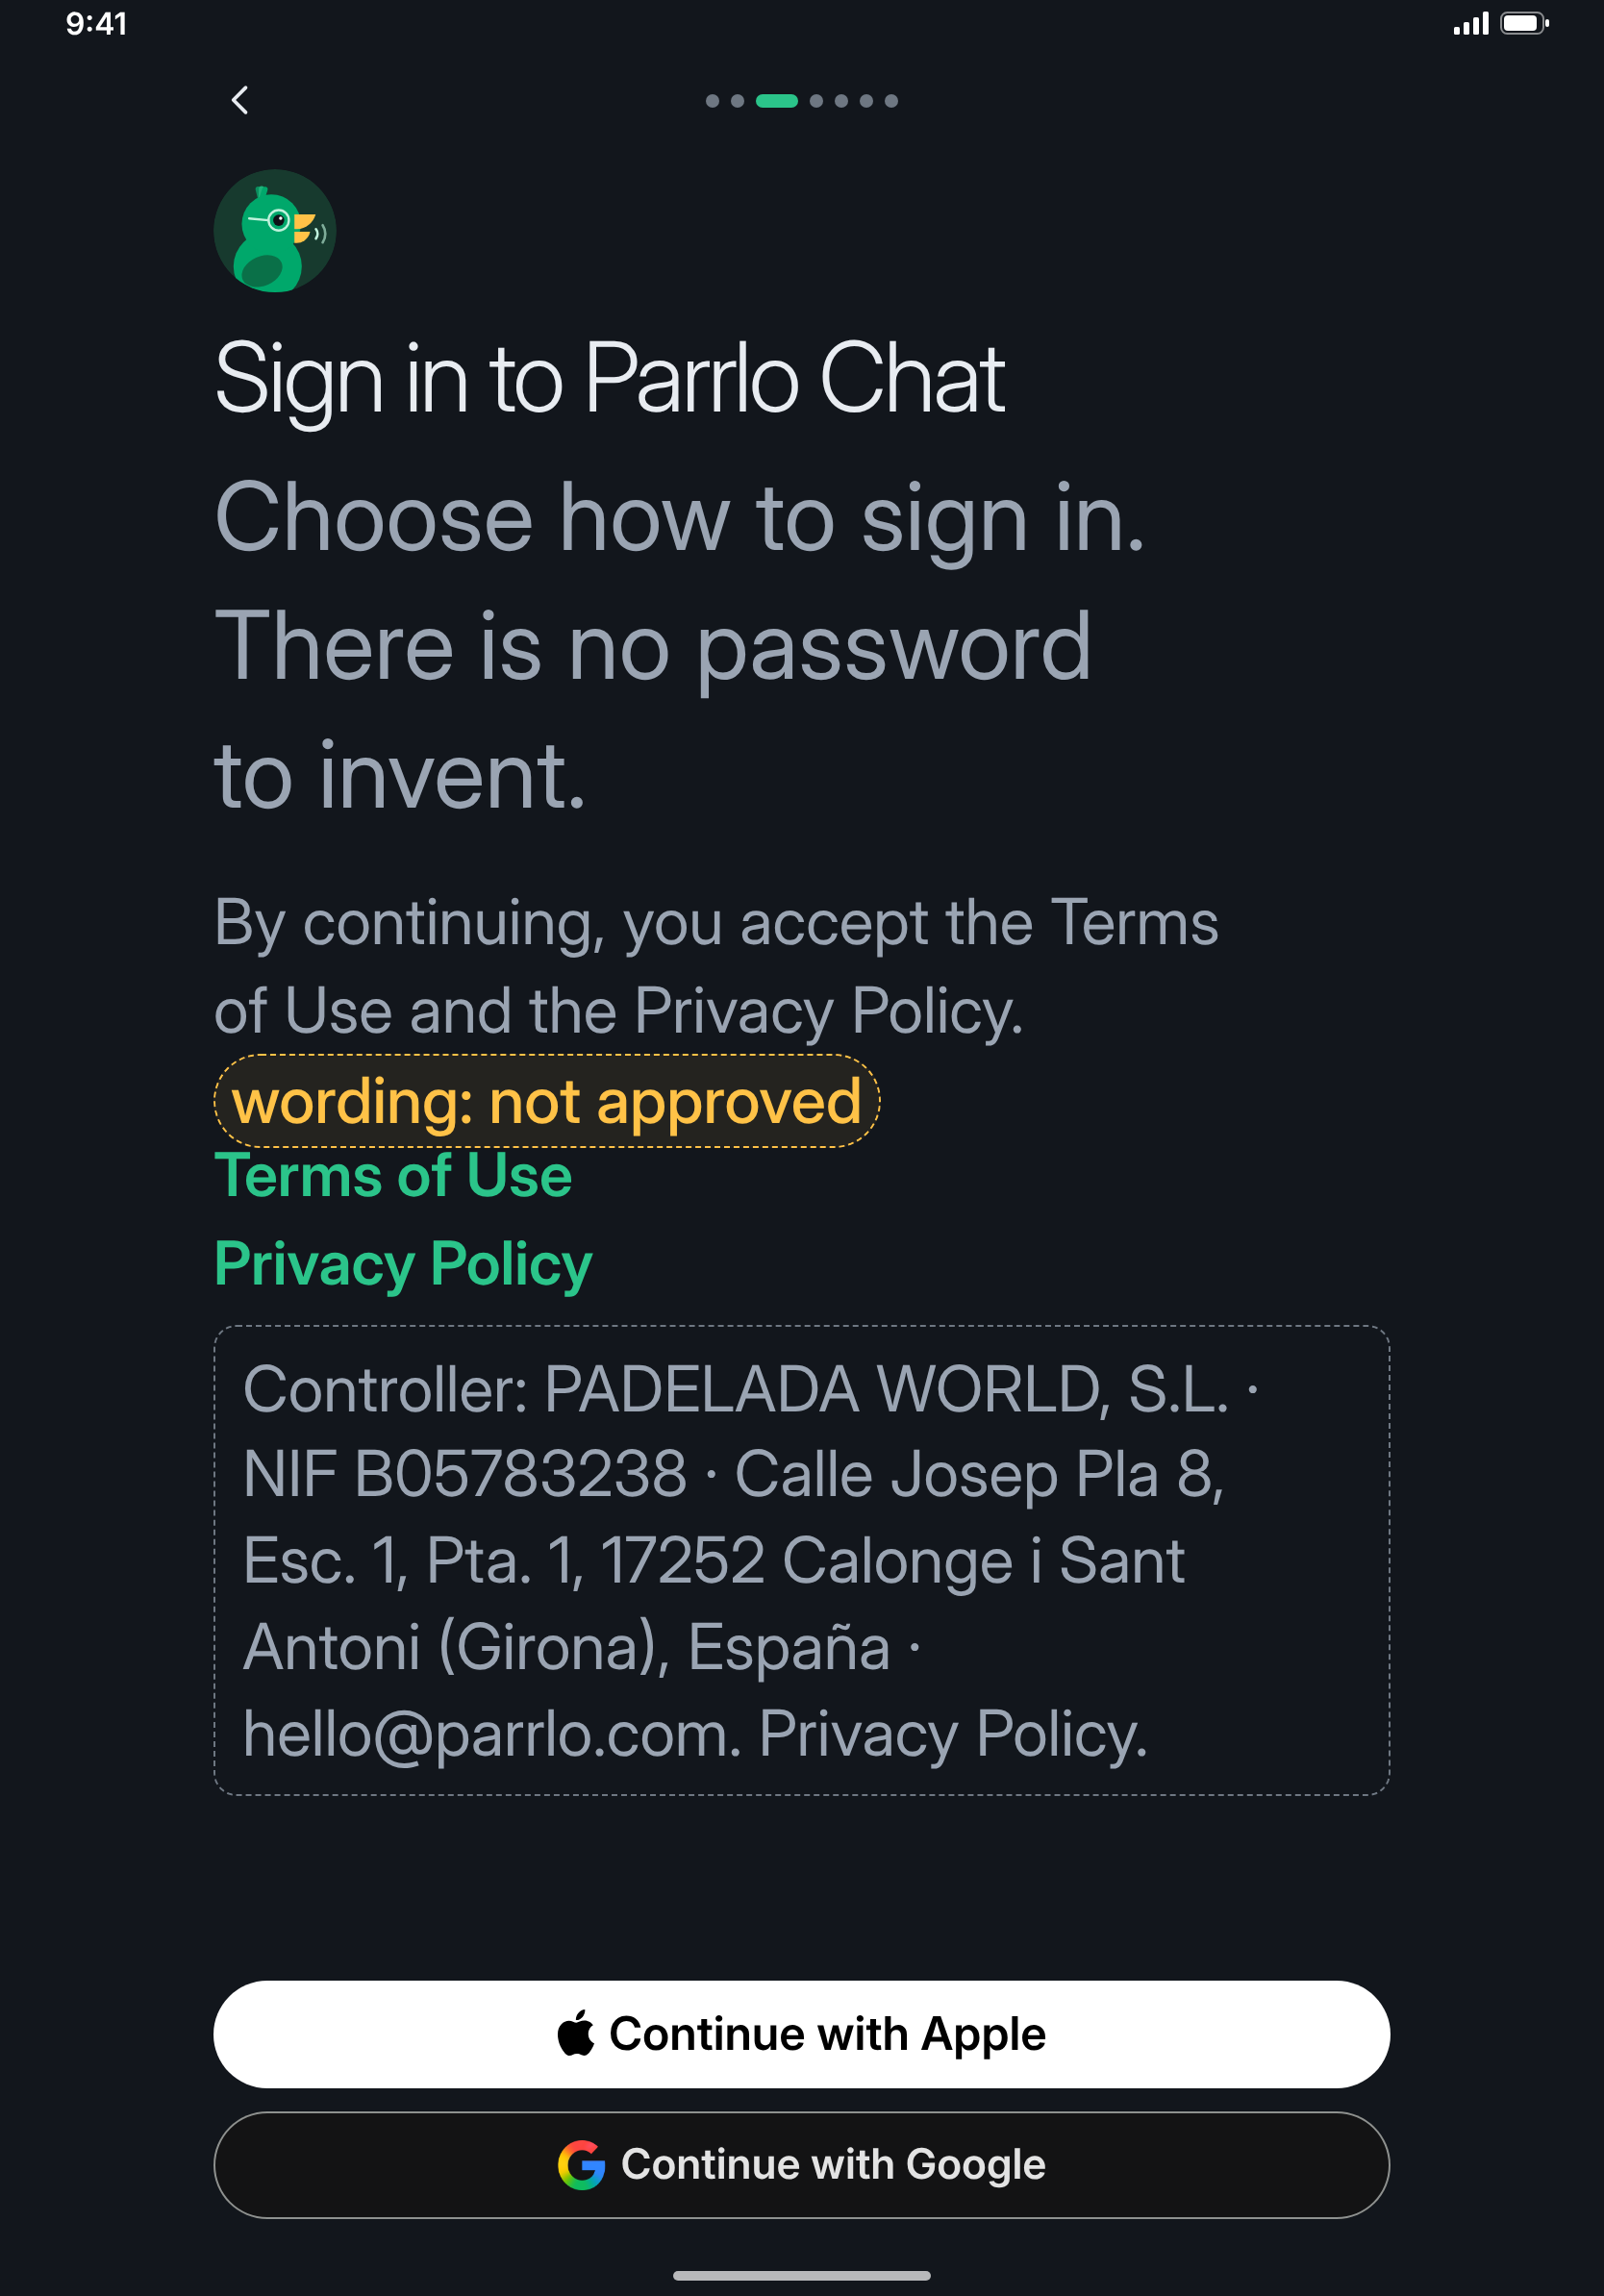 9:41
Sign in to Parrlo Chat
Choose how to sign in.
There is no password
to invent.
By continuing, you accept the Terms
of Use and the Privacy Policy.
wording: not approved
Terms of Use
Privacy Policy
Controller: PADELADA WORLD, S.L. ·
NIF B05783238 · Calle Josep Pla 8,
Esc. 1, Pta. 1, 17252 Calonge i Sant
Antoni (Girona), España ·
hello@parrlo.com. Privacy Policy.
Continue with Apple
Continue with Google